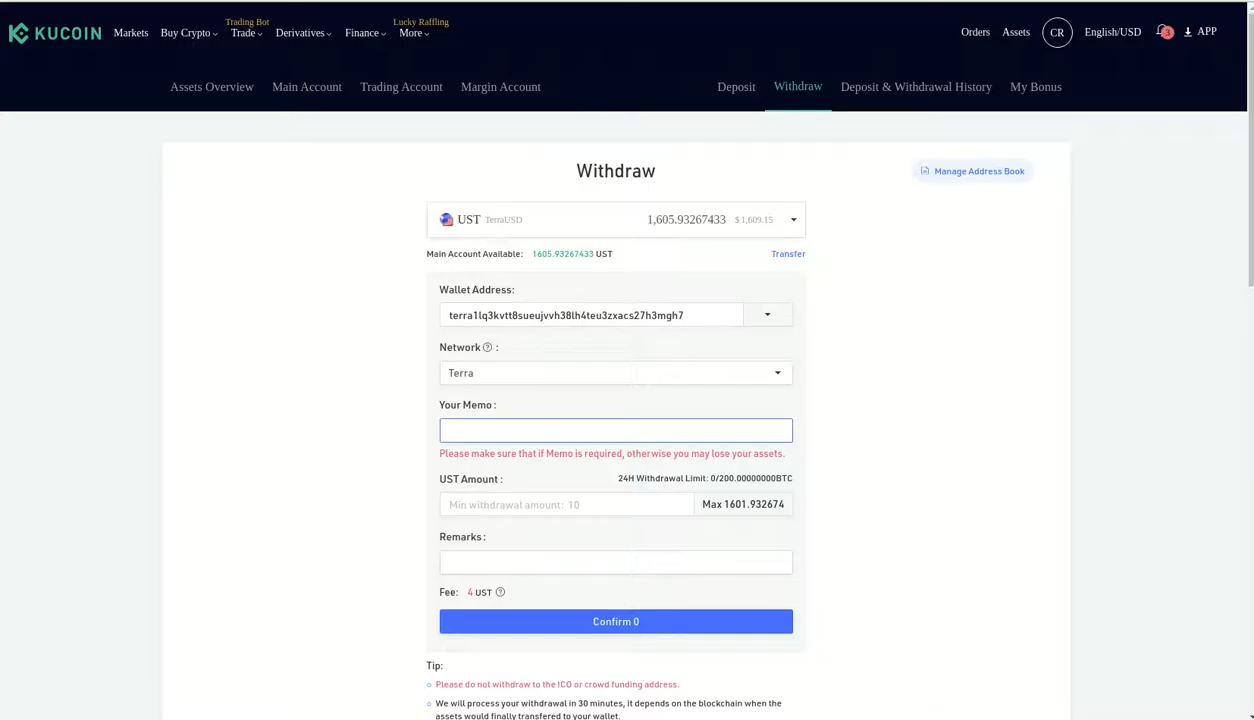 Trading Bot
Lucky Raffling
KUCOIN Markets Buy Crypto Trade Derivatives Finance More Orders Assets CR English/USD 3 APP
Assets Overview Main Account Trading Account Margin Account Deposit Withdraw Deposit & Withdrawal History My Bonus
Withdraw
Manage Address Book
UST TerraUSD 1,605.93267433 $ 1,609.15
Main Account Available: 1605.93267433 UST Transfer
Wallet Address:
terra1lq3kvtt8sueujvvh38lh4teu3zxacs27h3mgh7
Network ? :
Terra
Your Memo :
Please make sure that if Memo is required, otherwise you may lose your assets.
UST Amount : 24H Withdrawal Limit: 0/200.00000000BTC
Min withdrawal amount: 10 Max 1601.932674
Remarks :
Fee: 4 UST ?
Confirm 0
Tip:
Please do not withdraw to the ICO or crowd funding address.
We will process your withdrawal in 30 minutes, it depends on the blockchain when the
assets would finally transfered to your wallet.